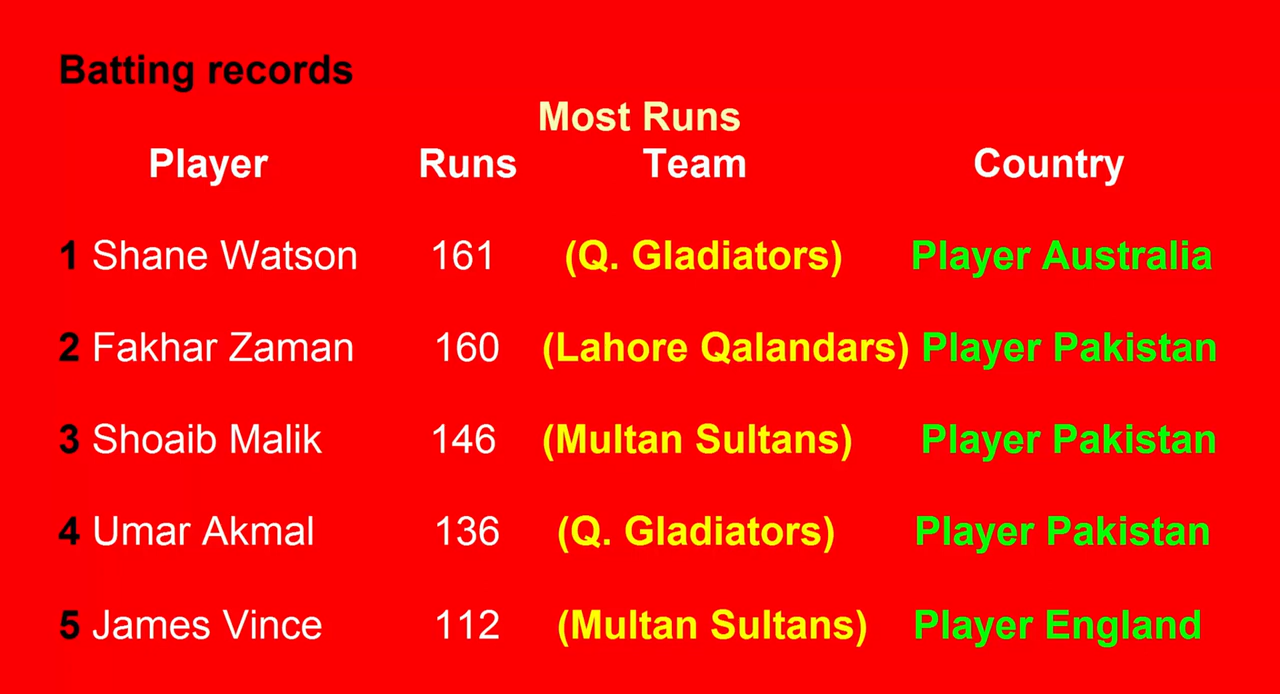 Batting records
Most Runs
Player Runs Team Country
1 Shane Watson 161 (Q. Gladiators) Player Australia
2 Fakhar Zaman 160 (Lahore Qalandars) Player Pakistan
3 Shoaib Malik 146 (Multan Sultans) Player Pakistan
4 Umar Akmal 136 (Q. Gladiators) Player Pakistan
5 James Vince 112 (Multan Sultans) Player England